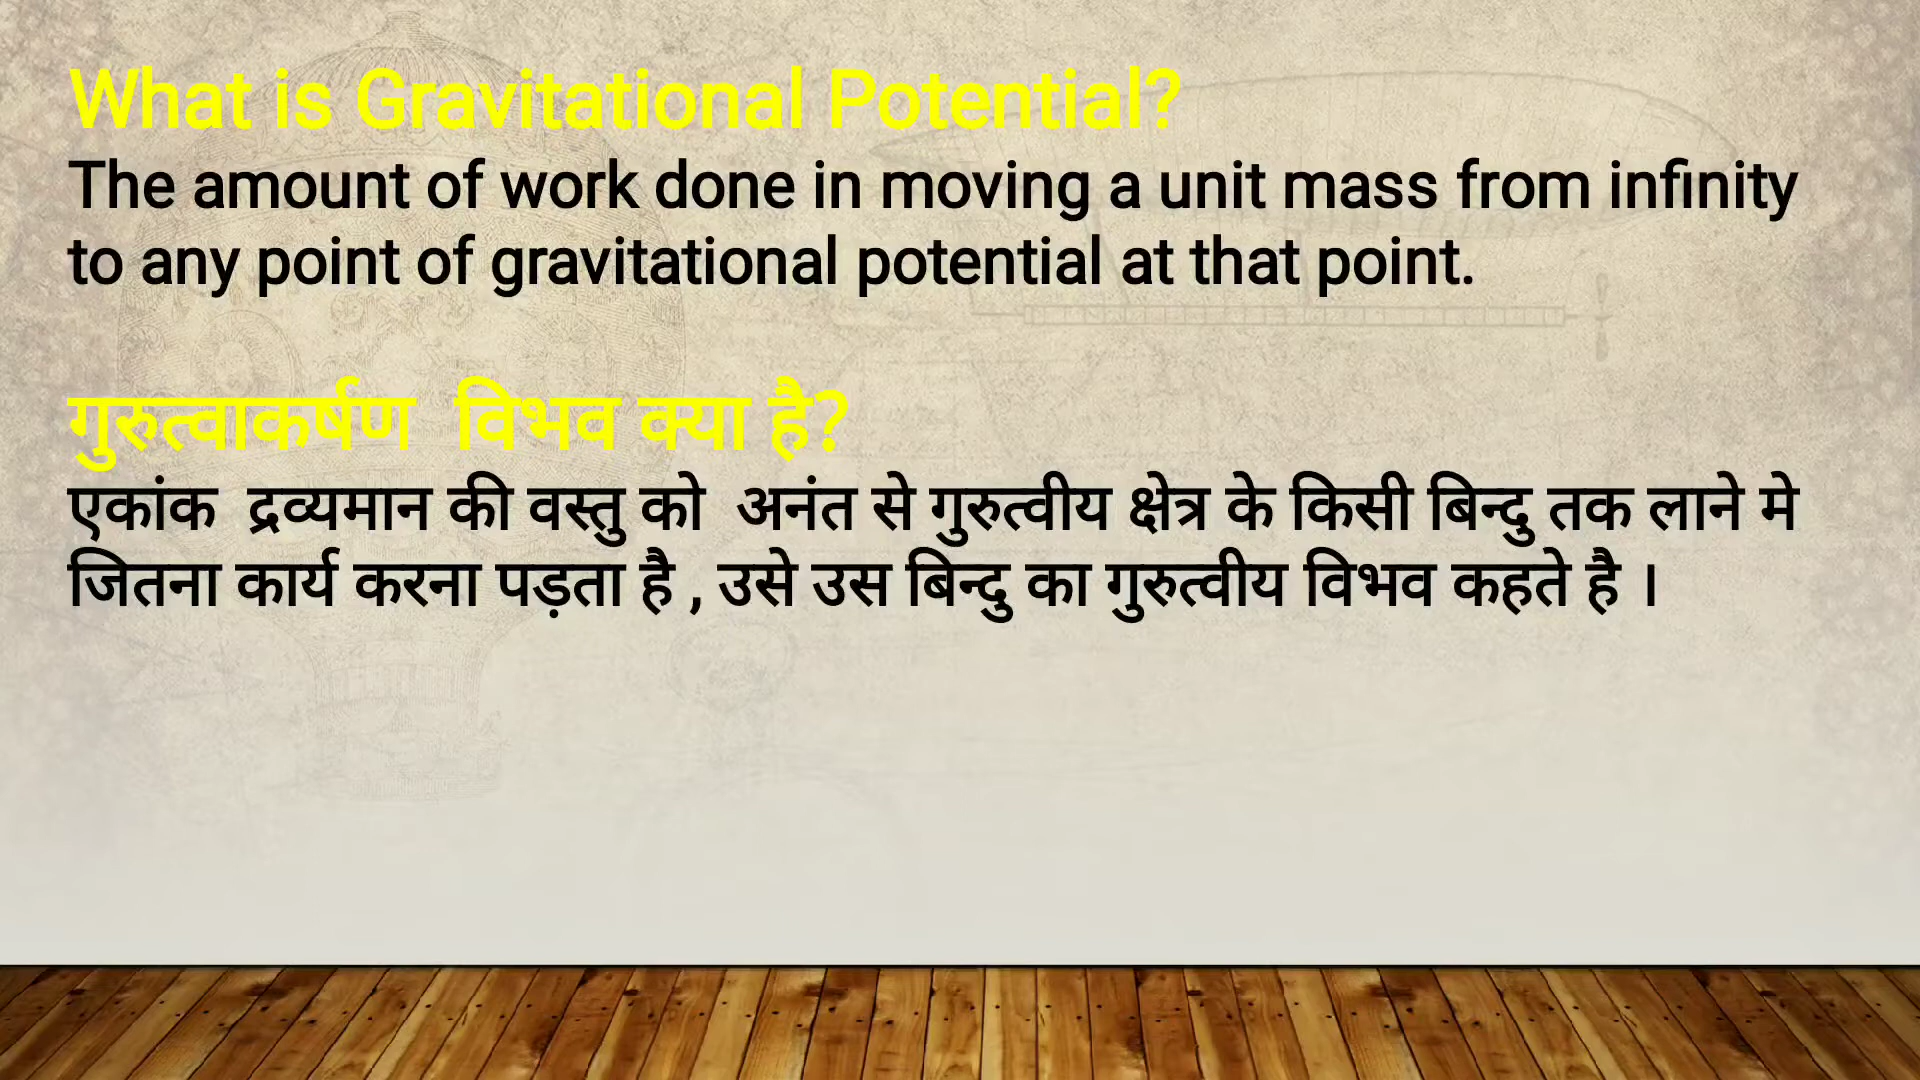 What is Gravitational Potential?
The amount of work done in moving a unit mass from infinity
to any point of gravitational potential at that point.
गुरुत्वाकर्षण  विभव क्या है?
एकांक  द्रव्यमान की वस्तु को  अनंत से गुरुत्वीय क्षेत्र के किसी बिन्दु तक लाने मे
जितना कार्य करना पड़ता है , उसे उस बिन्दु का गुरुत्वीय विभव कहते है ।